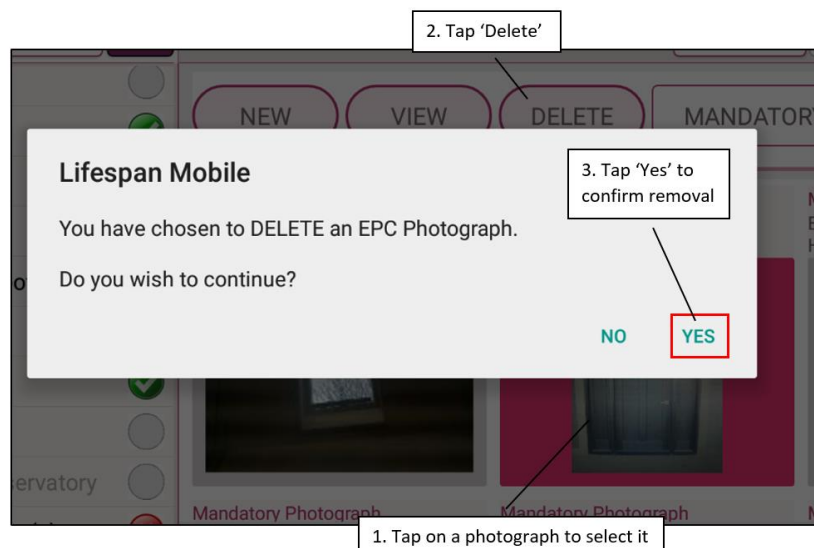 2. Tap ‘Delete’
NEW
VIEW
DELETE
MANDATORY
Lifespan Mobile
3. Tap ‘Yes’ to
confirm removal
You have chosen to DELETE an EPC Photograph.
Do you wish to continue?
NO
YES
ervatory
Mandatory Photograph
Mandatory Photograph
1. Tap on a photograph to select it